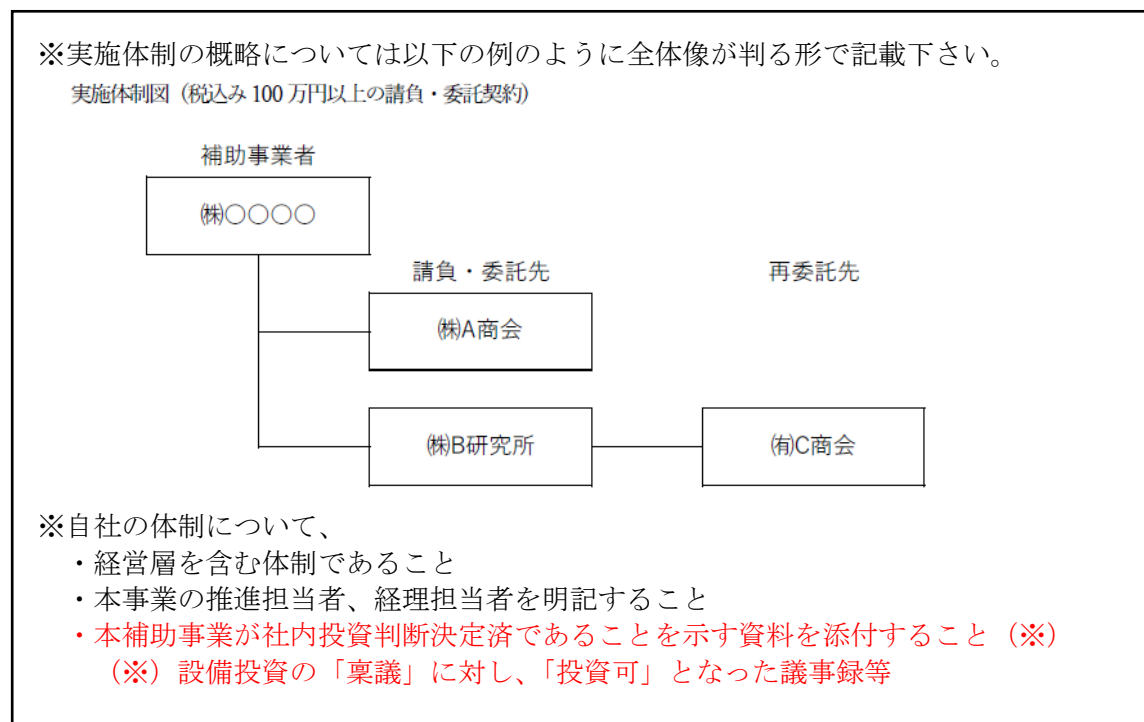 ※実施体制の概略については以下の例のように全体像が判る形で記載下さい。
実施体制図（税込み 100 万円以上の請負・委託契約）
補助事業者
㈱○○○○
請負・委託先
再委託先
㈱A商会
㈱B研究所
㈲C商会
※自社の体制について、
・経営層を含む体制であること
・本事業の推進担当者、経理担当者を明記すること
・本補助事業が社内投資判断決定済であることを示す資料を添付すること（※）
（※）設備投資の「稟議」に対し、「投資可」となった議事録等